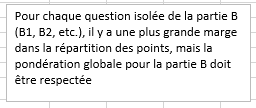 Pour chaque question isolée de la partie B
(B1, B2, etc.), il y a une plus grande marge
dans la répartition des points, mais la
pondération globale pour la partie B doit
être respectée